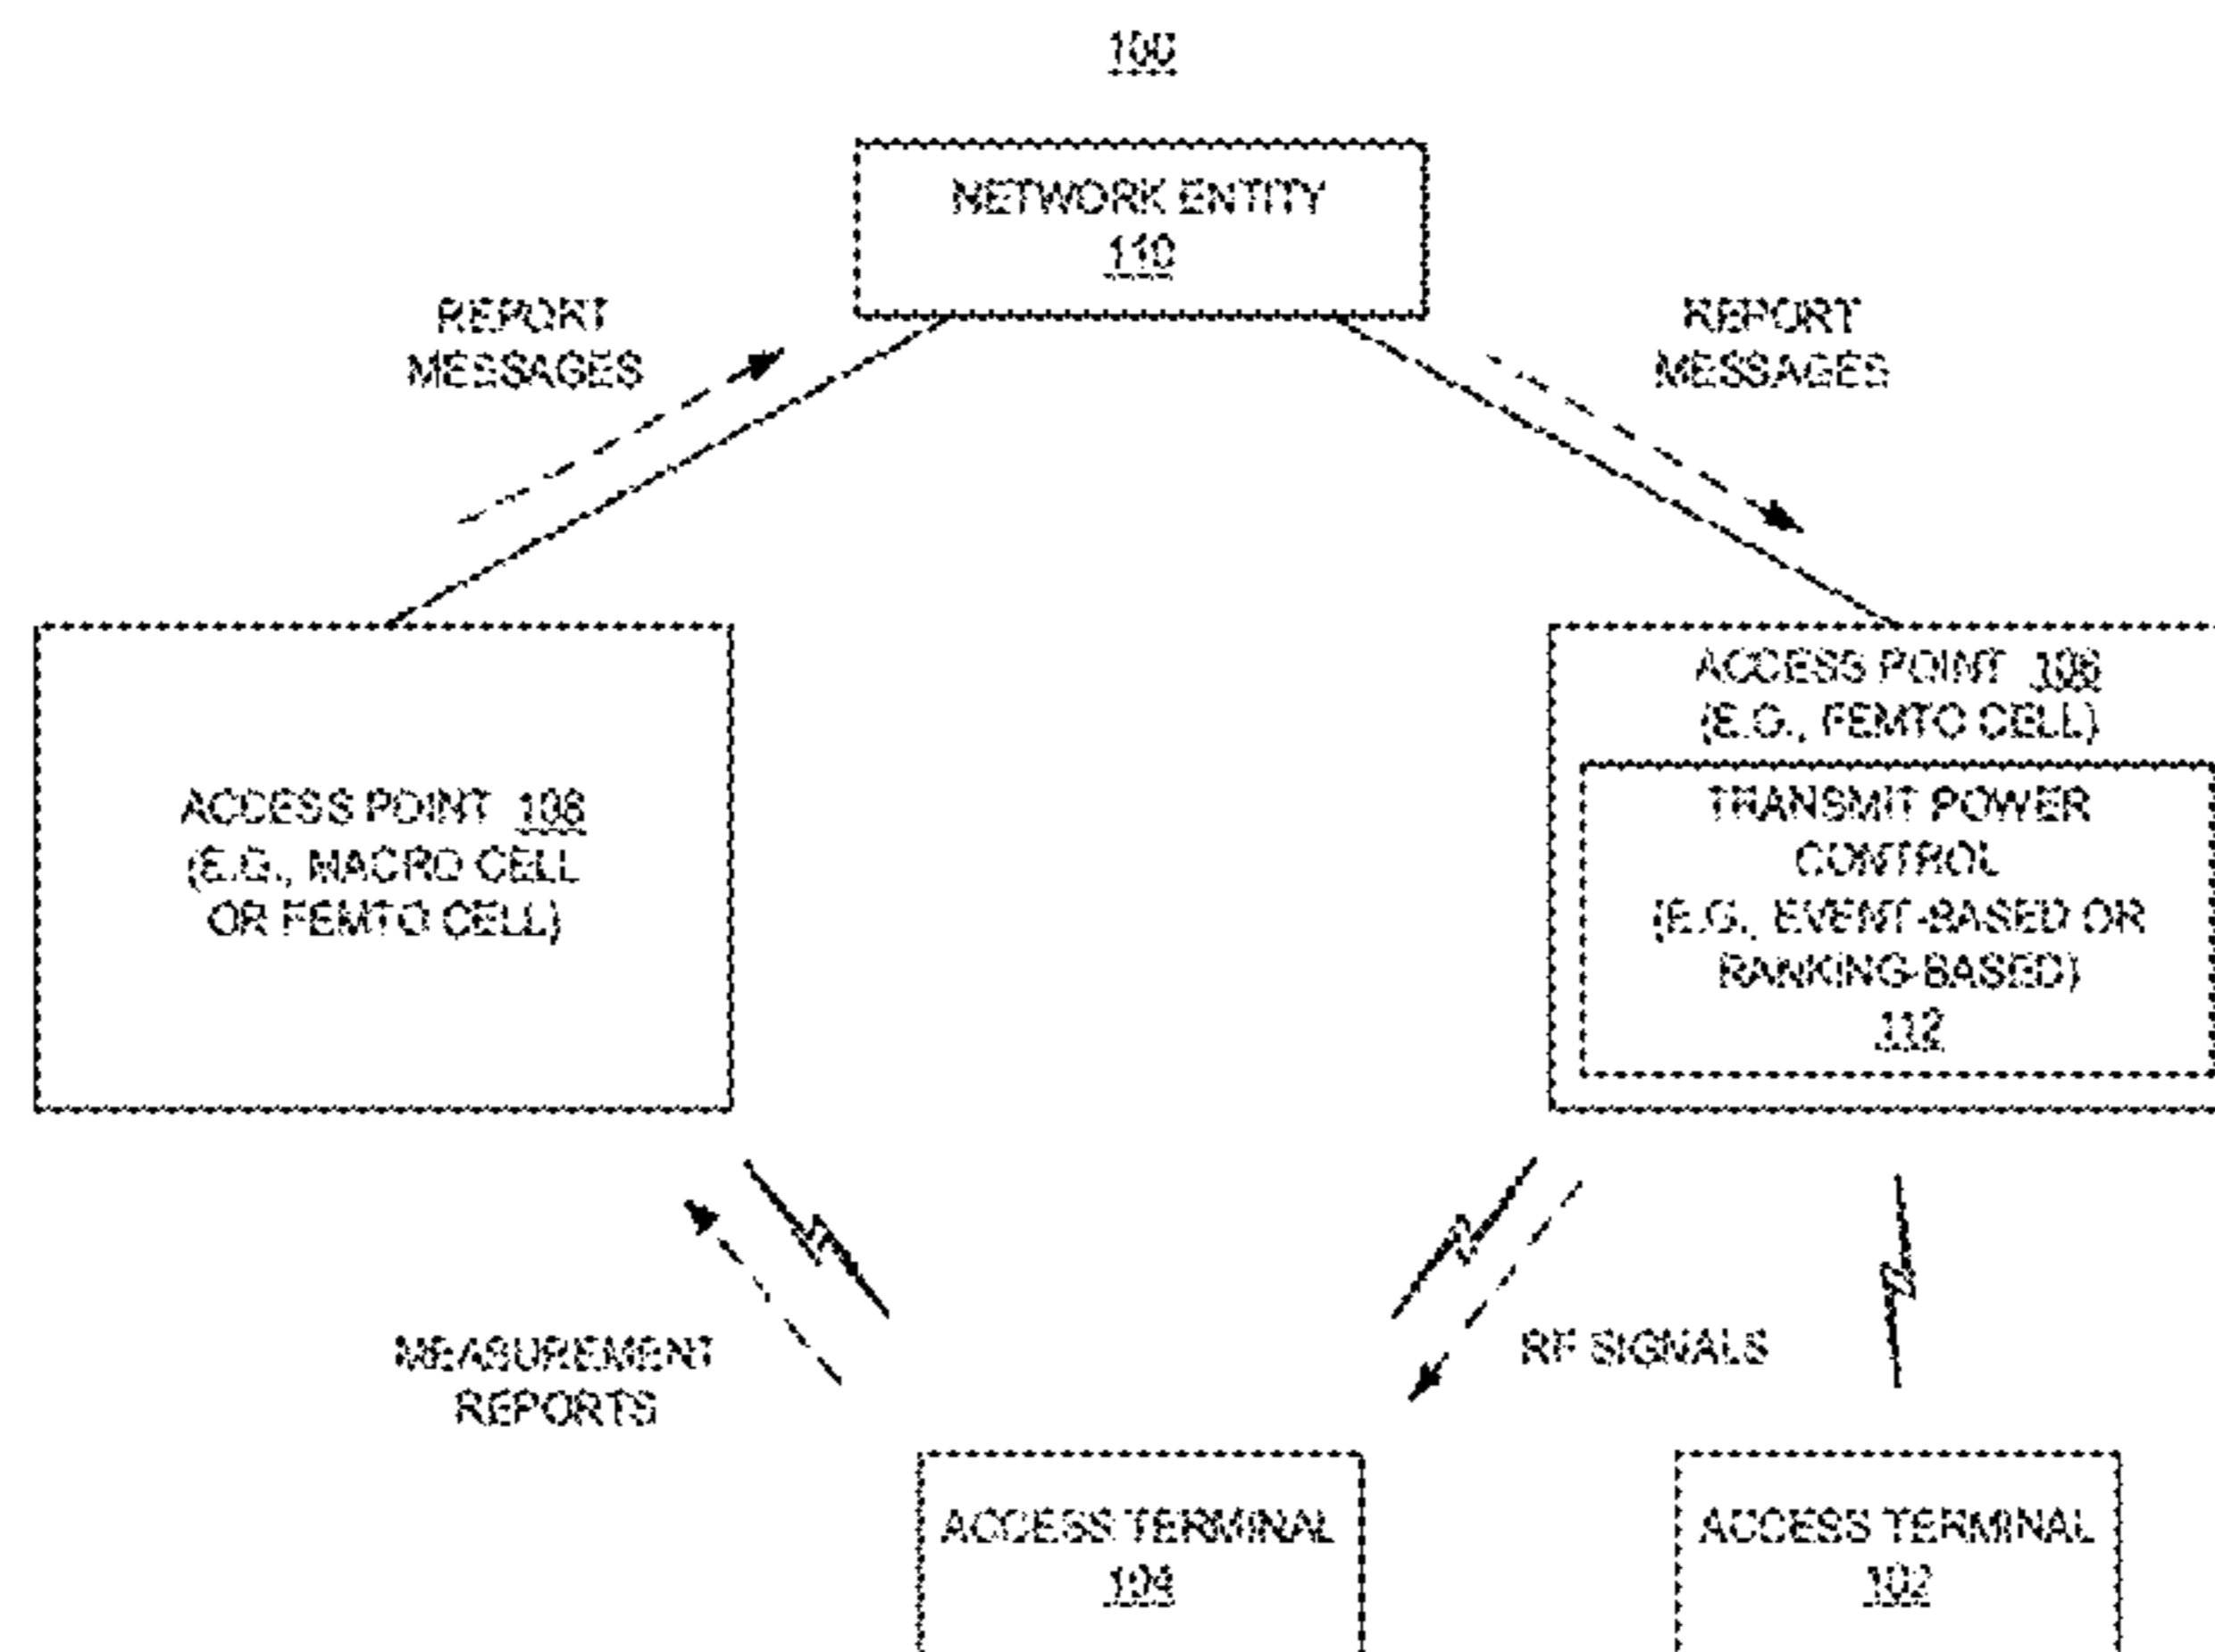 100
NETWORK ENTITY
110
REPORT
MESSAGES
REPORT
MESSAGES
ACCESS POINT
(E.G., MACRO CELL
OR FEMTO CELL)
ACCESS POINT
(E.G., FEMTO CELL)
TRANSMIT POWER
CONTROL
(E.G., EVENT-BASED OR
RANKING-BASED)
112
MEASUREMENT
REPORTS
RF SIGNALS
ACCESS TERMINAL
104
ACCESS TERMINAL
102